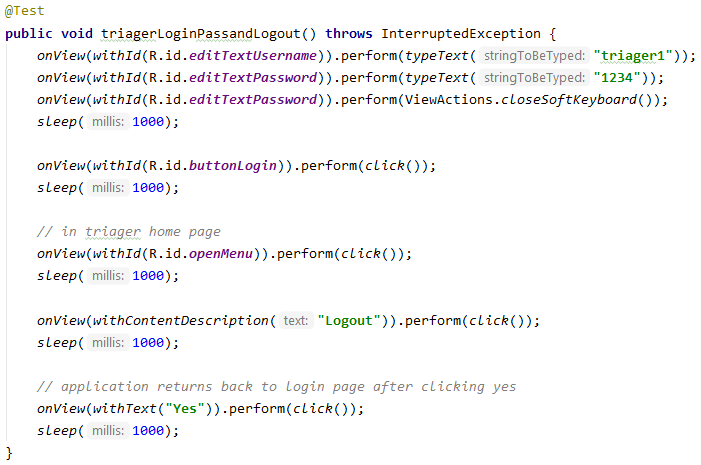 @Test
public void triagerLoginPassandLogout() throws InterruptedException {
    onView(withId(R.id.editTextUsername)).perform(typeText( stringToBeTyped: "triager1"));
    onView(withId(R.id.editTextPassword)).perform(typeText( stringToBeTyped: "1234"));
    onView(withId(R.id.editTextPassword)).perform(ViewActions.closeSoftKeyboard());
    sleep( millis: 1000);
    onView(withId(R.id.buttonLogin)).perform(click());
    sleep( millis: 1000);
    // in triager home page
    onView(withId(R.id.openMenu)).perform(click());
    sleep( millis: 1000);
    onView(withContentDescription( text: "Logout")).perform(click());
    sleep( millis: 1000);
    // application returns back to login page after clicking yes
    onView(withText("Yes")).perform(click());
    sleep( millis: 1000);
}